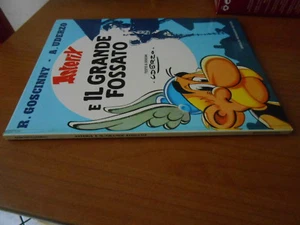 R. GOSCINNY - A. UDERZO
Asterix
E IL GRANDE
FOSSATO